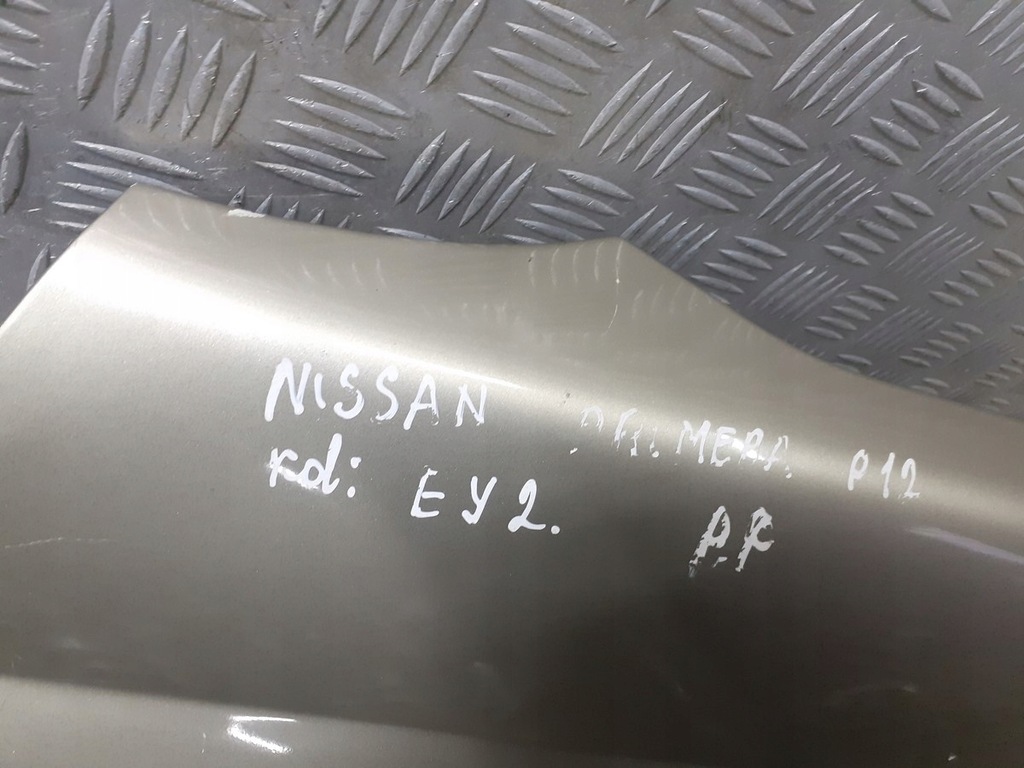 NISSAN PRIMERA P12
kd: EY2.
P.P